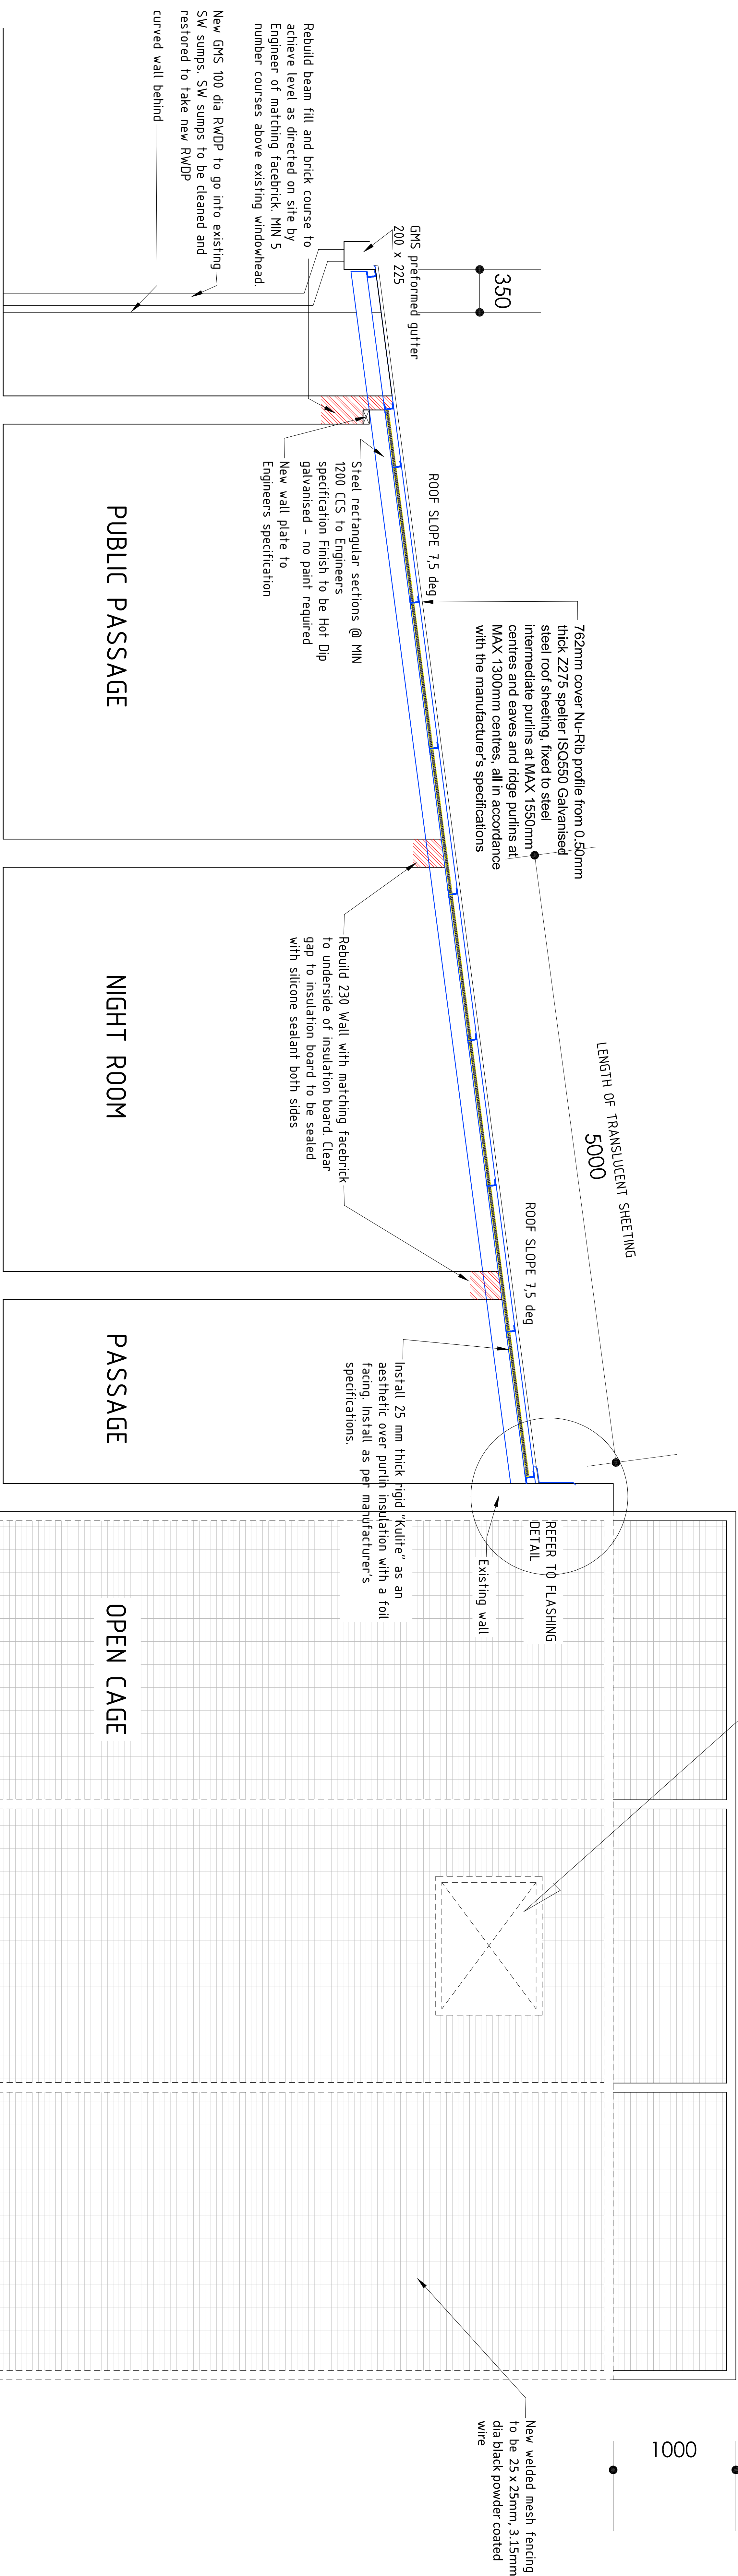 Rebuild beam fill and brick course to
achieve level as directed on site by
Engineer of matching facebrick. MIN 5
number courses above existing windowhead.
New GMS 100 dia RWDP to go into existing
SW sumps. SW sumps to be cleaned and
restored to take new RWDP
curved wall behind
GMS preformed gutter
200 x 225
350
ROOF SLOPE 7,5 deg
762mm cover Nu-Rib profile from 0.50mm
thick Z275 spelter ISQ550 Galvanised
steel roof sheeting, fixed to steel
intermediate purlins at MAX 1550mm
centres and eaves and ridge purlins at
MAX 1300mm centres, all in accordance
with the manufacturer's specifications
Steel rectangular sections @ MIN
1200 CCS to Engineers
specification Finish to be Hot Dip
galvanised - no paint required
New wall plate to
Engineers specification
PUBLIC PASSAGE
LENGTH OF TRANSLUCENT SHEETING
5000
Rebuild 230 Wall with matching facebrick
to underside of insulation board. Clear
gap to insulation board to be sealed
with silicone sealant both sides
NIGHT ROOM
ROOF SLOPE 7,5 deg
Install 25 mm thick rigid "Kulite" as an
aesthetic over purlin insulation with a foil
facing. Install as per manufacturer's
specifications.
PASSAGE
REFER TO FLASHING
DETAIL
Existing wall
OPEN CAGE
New welded mesh fencing
to be 25 x 25mm, 3.15mm
dia black powder coated
wire
1000